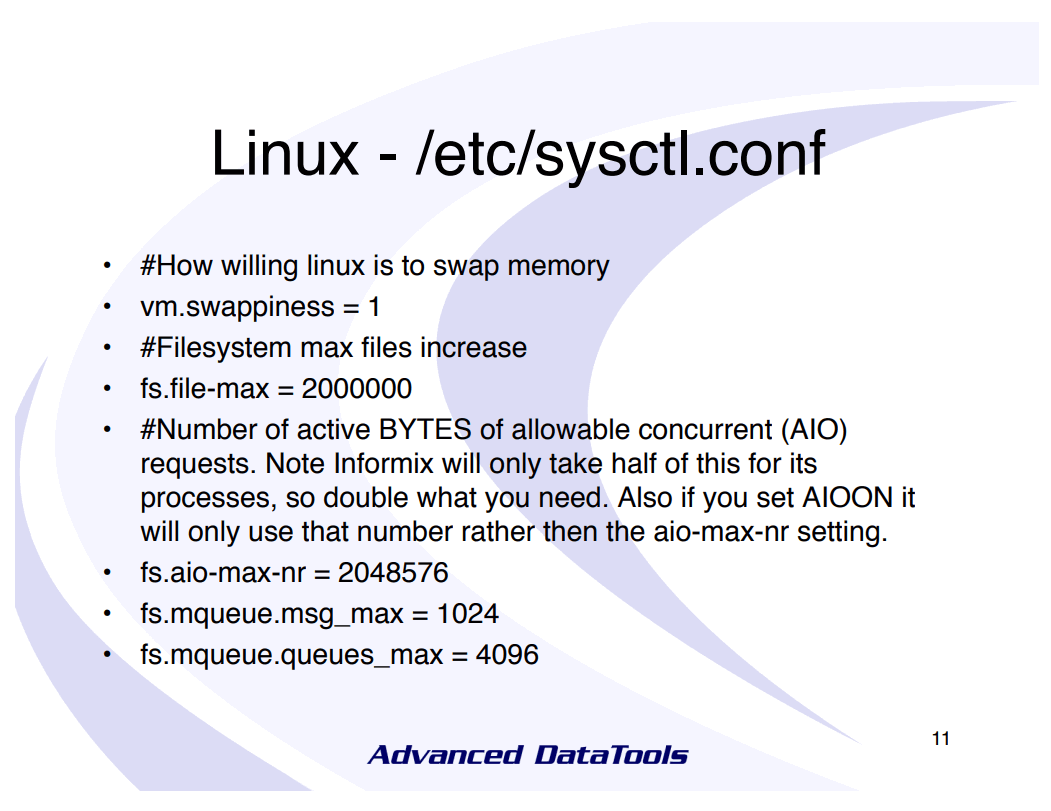 Linux - /etc/sysctl.conf
• #How willing linux is to swap memory
• vm.swappiness = 1
• #Filesystem max files increase
• fs.file-max = 2000000
• #Number of active BYTES of allowable concurrent (AIO)
requests. Note Informix will only take half of this for its
processes, so double what you need. Also if you set AIOON it
will only use that number rather then the aio-max-nr setting.
• fs.aio-max-nr = 2048576
• fs.mqueue.msg_max = 1024
• fs.mqueue.queues_max = 4096
11
Advanced DataTools